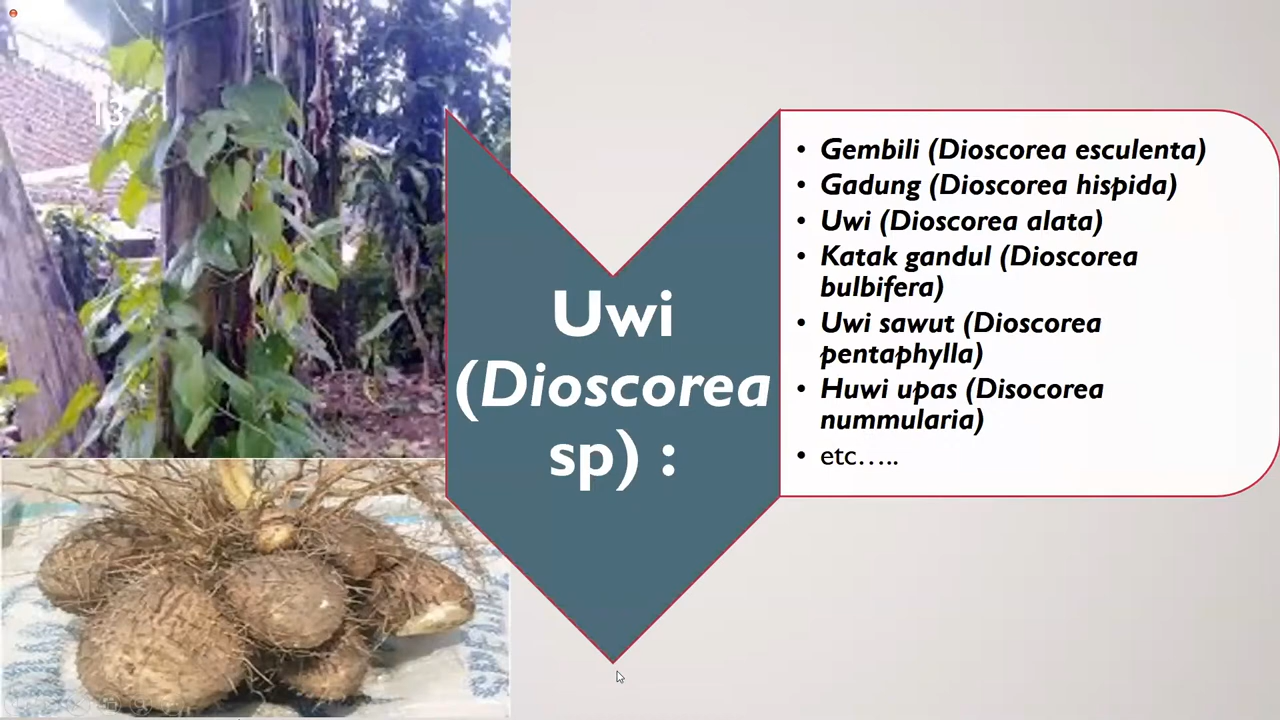 13
Uwi
(Dioscorea
sp) :
• Gembili (Dioscorea esculenta)
• Gadung (Dioscorea hispida)
• Uwi (Dioscorea alata)
• Katak gandul (Dioscorea
bulbifera)
• Uwi sawut (Dioscorea
pentaphylla)
• Huwi upas (Disocorea
nummularia)
• etc…..